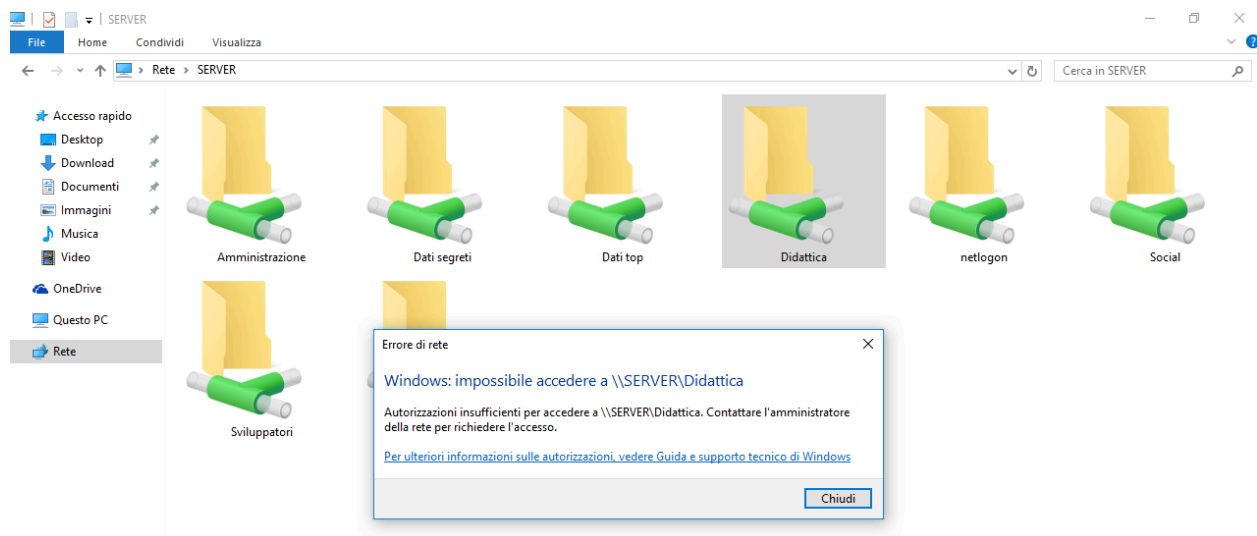 SERVER
File Home Condividi Visualizza
Rete > SERVER
Cerca in SERVER
Accesso rapido
Desktop
Download
Documenti
Immagini
Musica
Video
OneDrive
Questo PC
Rete
Amministrazione Dati segreti Dati top Didattica netlogon Social
Sviluppatori
Errore di rete
Windows: impossibile accedere a \\SERVER\Didattica
Autorizzazioni insufficienti per accedere a \\SERVER\Didattica. Contattare l'amministratore
della rete per richiedere l'accesso.
Per ulteriori informazioni sulle autorizzazioni, vedere Guida e supporto tecnico di Windows
Chiudi